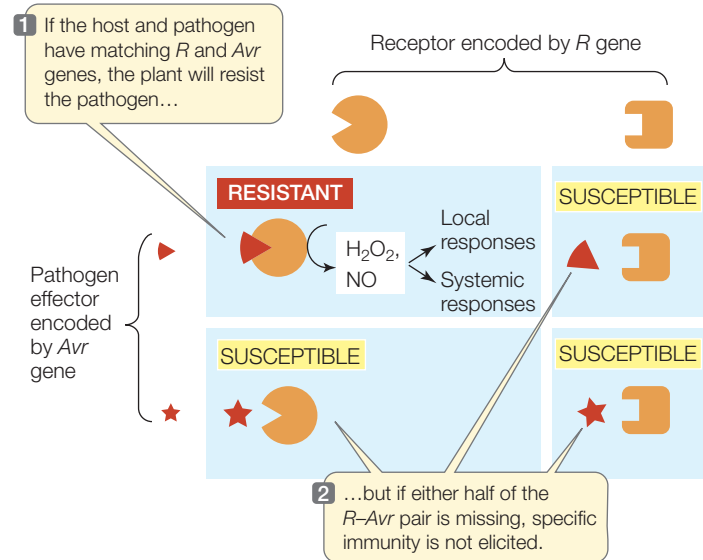 1 If the host and pathogen
have matching R and Avr
genes, the plant will resist
the pathogen…
Receptor encoded by R gene
RESISTANT
SUSCEPTIBLE
H₂O₂,
NO
Local
responses
Systemic
responses
Pathogen
effector
encoded
by Avr
gene
SUSCEPTIBLE
SUSCEPTIBLE
2 …but if either half of the
R–Avr pair is missing, specific
immunity is not elicited.